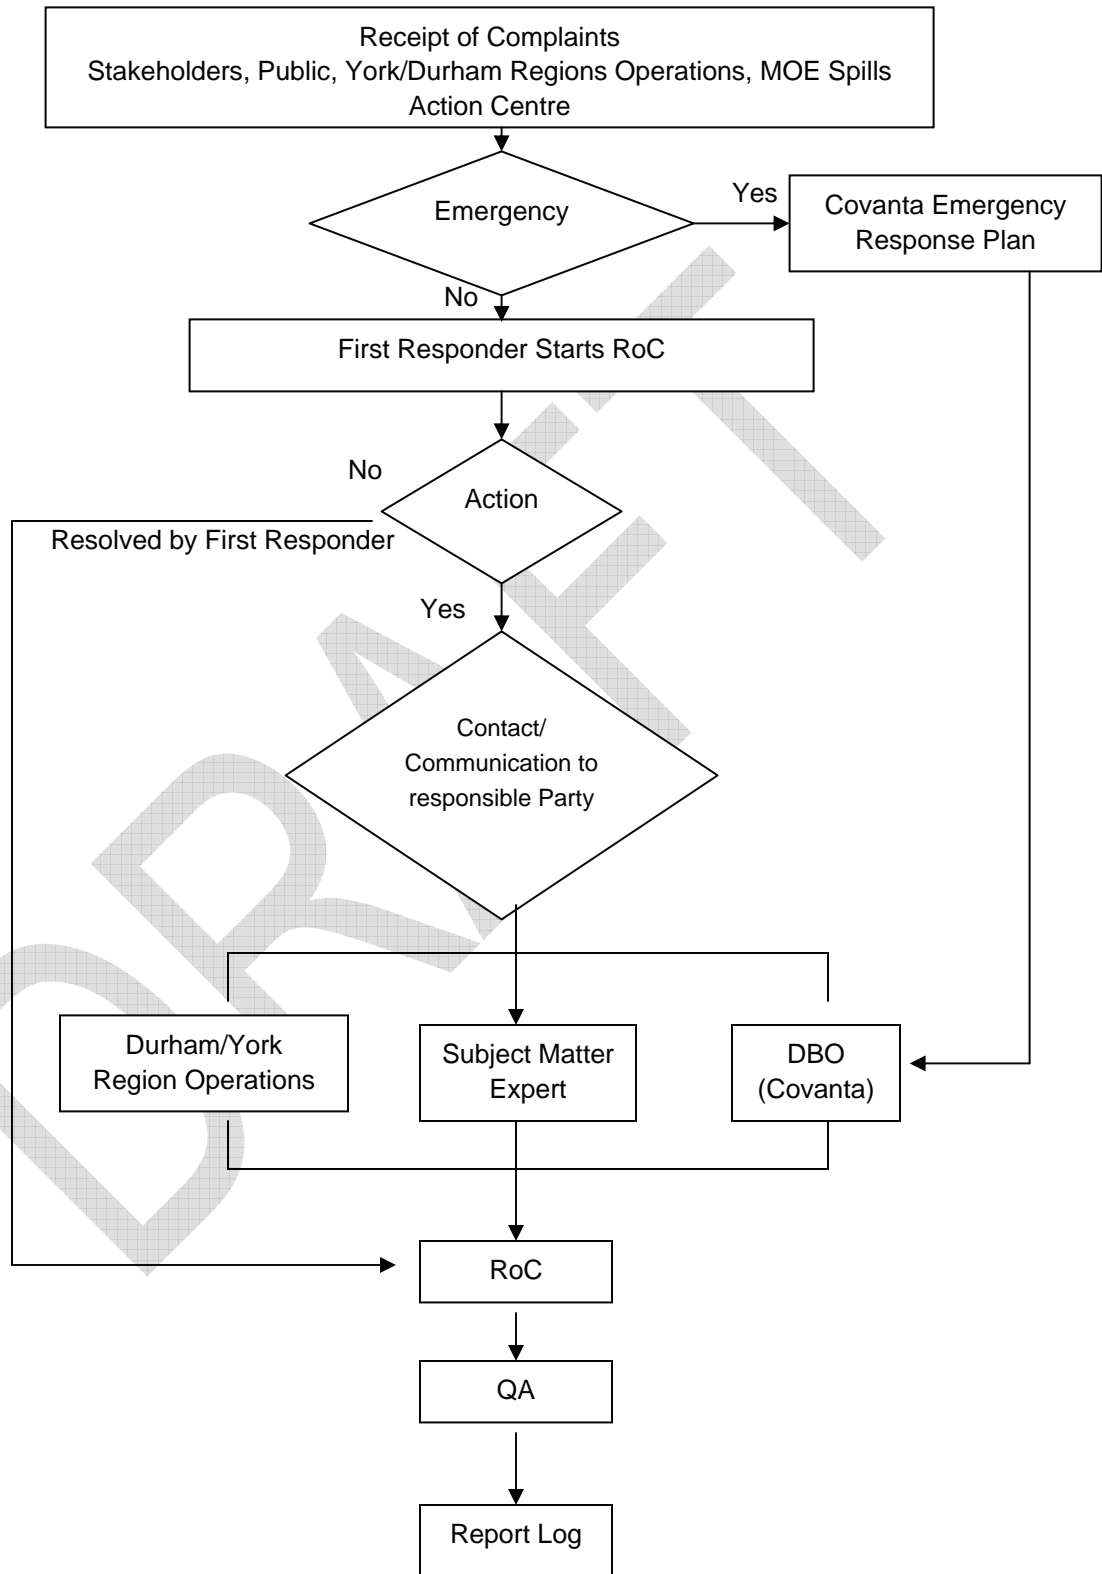 Receipt of Complaints
Stakeholders, Public, York/Durham Regions Operations, MOE Spills
Action Centre
Emergency
Yes
Covanta Emergency
Response Plan
No
First Responder Starts RoC
No
Action
Resolved by First Responder
Yes
Contact/
Communication to
responsible Party
Durham/York
Region Operations
Subject Matter
Expert
DBO
(Covanta)
RoC
QA
Report Log
DRAFT